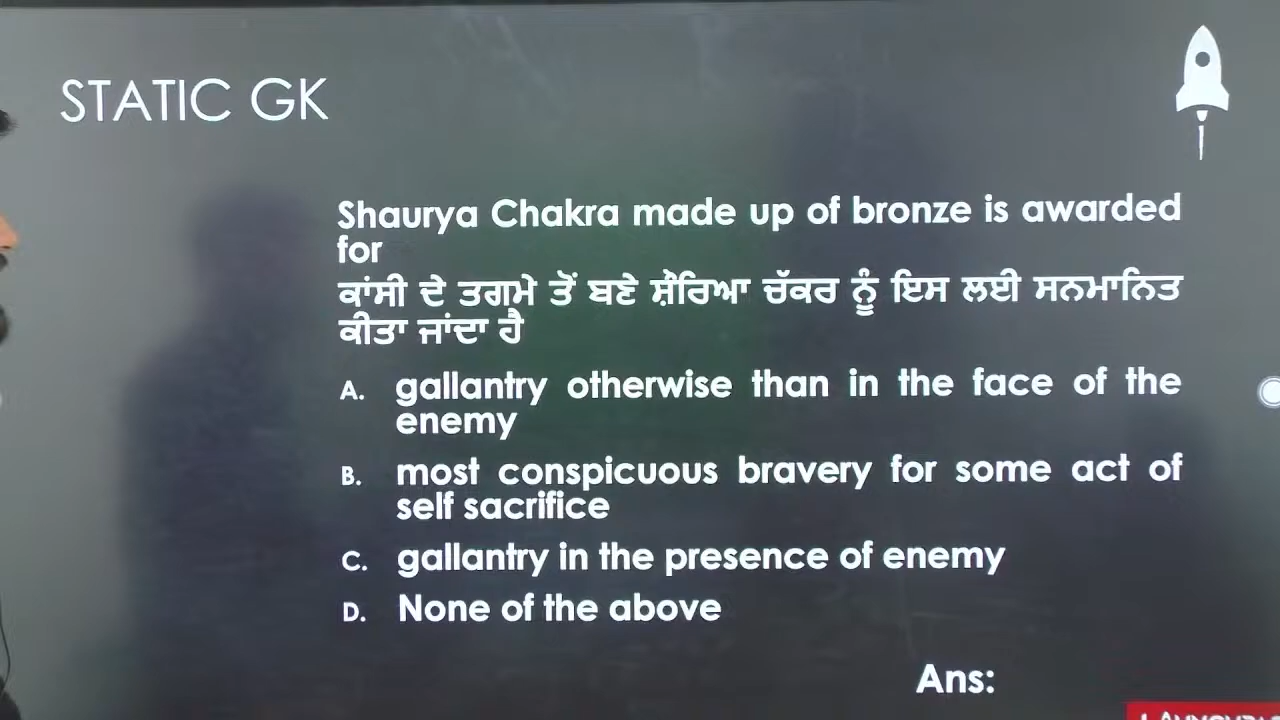 STATIC GK
Shaurya Chakra made up of bronze is awarded
for
ਕਾਂਸੀ ਦੇ ਤਗਮੇ ਤੋਂ ਬਣੇ ਸ਼ੌਰਿਆ ਚੱਕਰ ਨੂੰ ਇਸ ਲਈ ਸਨਮਾਨਿਤ
ਕੀਤਾ ਜਾਂਦਾ ਹੈ
A. gallantry otherwise than in the face of the
enemy
B. most conspicuous bravery for some act of
self sacrifice
C. gallantry in the presence of enemy
D. None of the above
Ans: